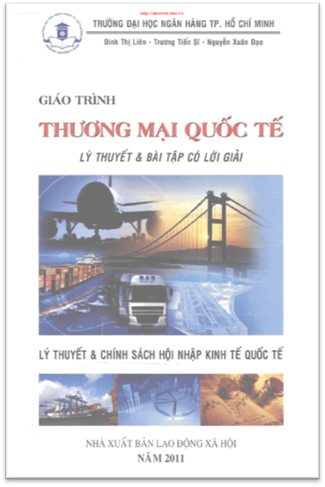 TRƯỜNG ĐẠI HỌC NGÂN HÀNG TP. HỒ CHÍ MINH
Đinh Thị Liên - Trương Tiến Sĩ - Nguyễn Xuân Đạo
GIÁO TRÌNH
THƯƠNG MẠI QUỐC TẾ
LÝ THUYẾT & BÀI TẬP CÓ LỜI GIẢI
LÝ THUYẾT & CHÍNH SÁCH HỘI NHẬP KINH TẾ QUỐC TẾ
NHÀ XUẤT BẢN LAO ĐỘNG XÃ HỘI
NĂM 2011